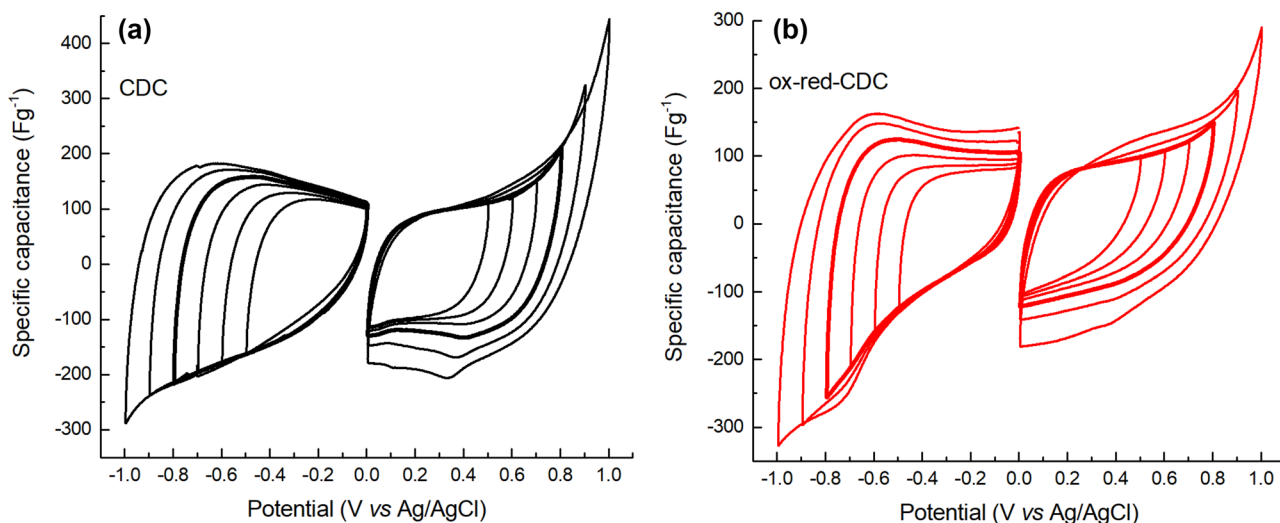 (a)
CDC
Specific capacitance (Fg⁻¹)
400
300
200
100
0
-100
-200
-300
-1.0 -0.8 -0.6 -0.4 -0.2 0.0 0.2 0.4 0.6 0.8 1.0
Potential (V vs Ag/AgCl)
(b)
ox-red-CDC
Specific capacitance (Fg⁻¹)
300
200
100
0
-100
-200
-300
-1.0 -0.8 -0.6 -0.4 -0.2 0.0 0.2 0.4 0.6 0.8 1.0
Potential (V vs Ag/AgCl)